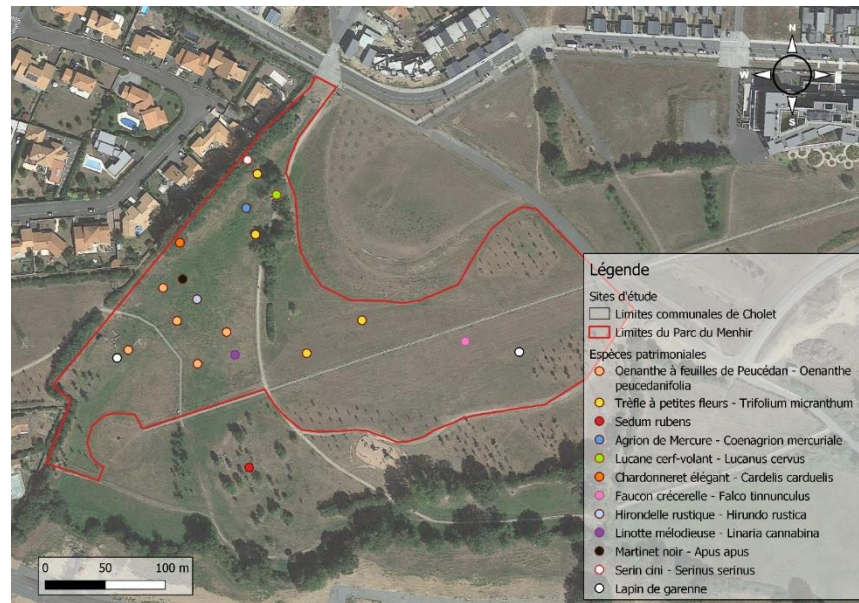 N
W
S
Légende
Sites d'étude
Limites communales de Cholet
Limites du Parc du Menhir
Espèces patrimoniales
Oenanthe à feuilles de Peucédan - Oenanthe
peucedanifolia
Trèfle à petites fleurs - Trifolium micranthum
Sedum rubens
Agrion de Mercure - Coenagrion mercuriale
Lucane cerf-volant - Lucanus cervus
Chardonneret élégant - Cardelis carduelis
Faucon crécerelle - Falco tinnunculus
Hirondelle rustique - Hirundo rustica
Linotte mélodieuse - Linaria cannabina
Martinet noir - Apus apus
Serin cini - Serinus serinus
Lapin de garenne
0 50 100 m